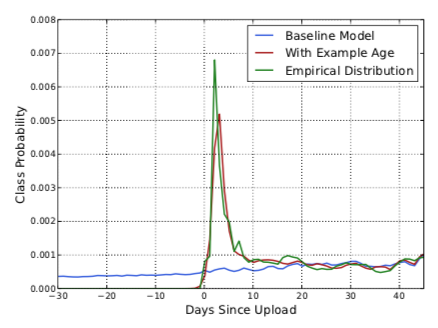 0.008
0.007
0.006
0.005
0.004
0.003
0.002
0.001
0.000
Class Probability
Baseline Model
With Example Age
Empirical Distribution
−30 −20 −10 0 10 20 30 40
Days Since Upload